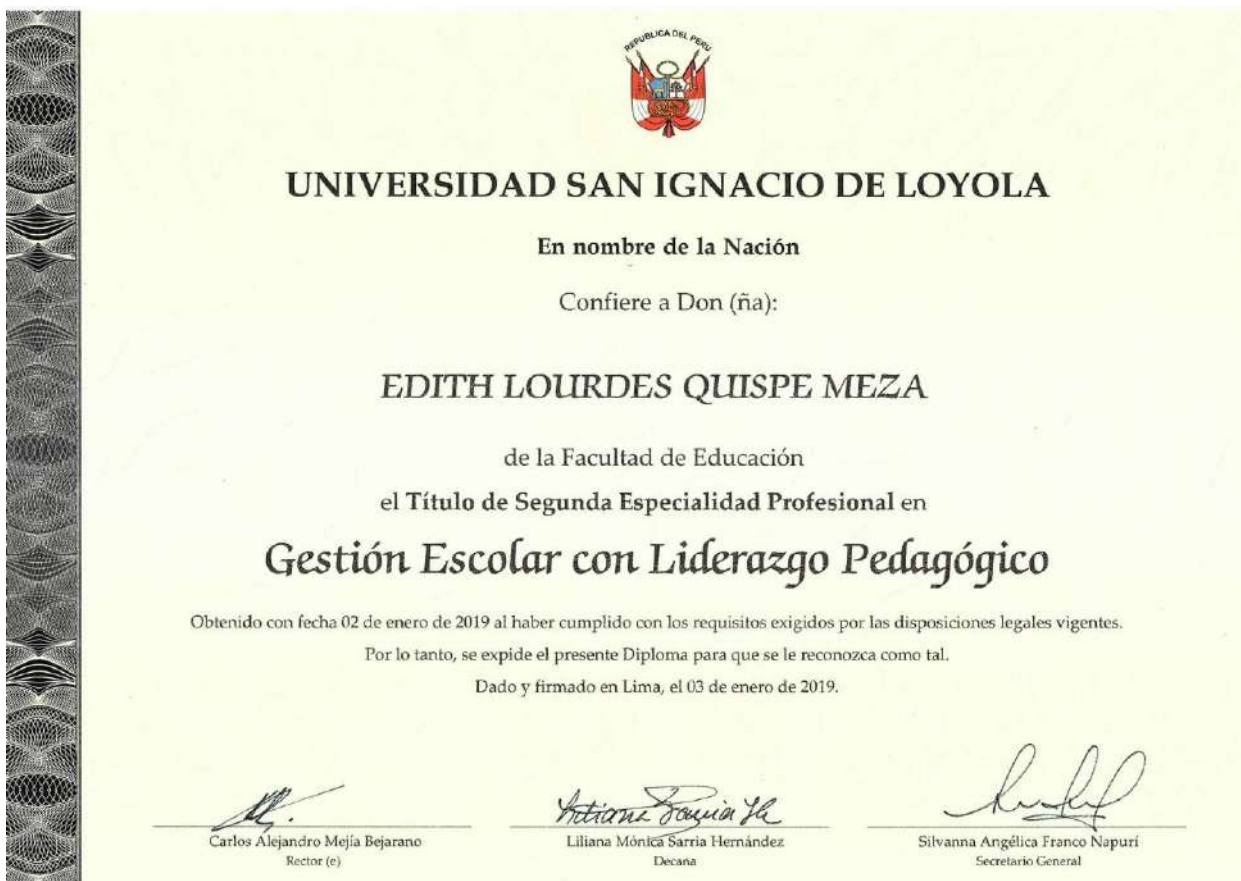 REPUBLICA DEL PERU
UNIVERSIDAD SAN IGNACIO DE LOYOLA
En nombre de la Nación
Confiere a Don (ña):
EDITH LOURDES QUISPE MEZA
de la Facultad de Educación
el Título de Segunda Especialidad Profesional en
Gestión Escolar con Liderazgo Pedagógico
Obtenido con fecha 02 de enero de 2019 al haber cumplido con los requisitos exigidos por las disposiciones legales vigentes.
Por lo tanto, se expide el presente Diploma para que se le reconozca como tal.
Dado y firmado en Lima, el 03 de enero de 2019.
Carlos Alejandro Mejía Bejarano
Rector (e)
Liliana Mónica Sarria Hernández
Decana
Silvanna Angélica Franco Napurí
Secretario General